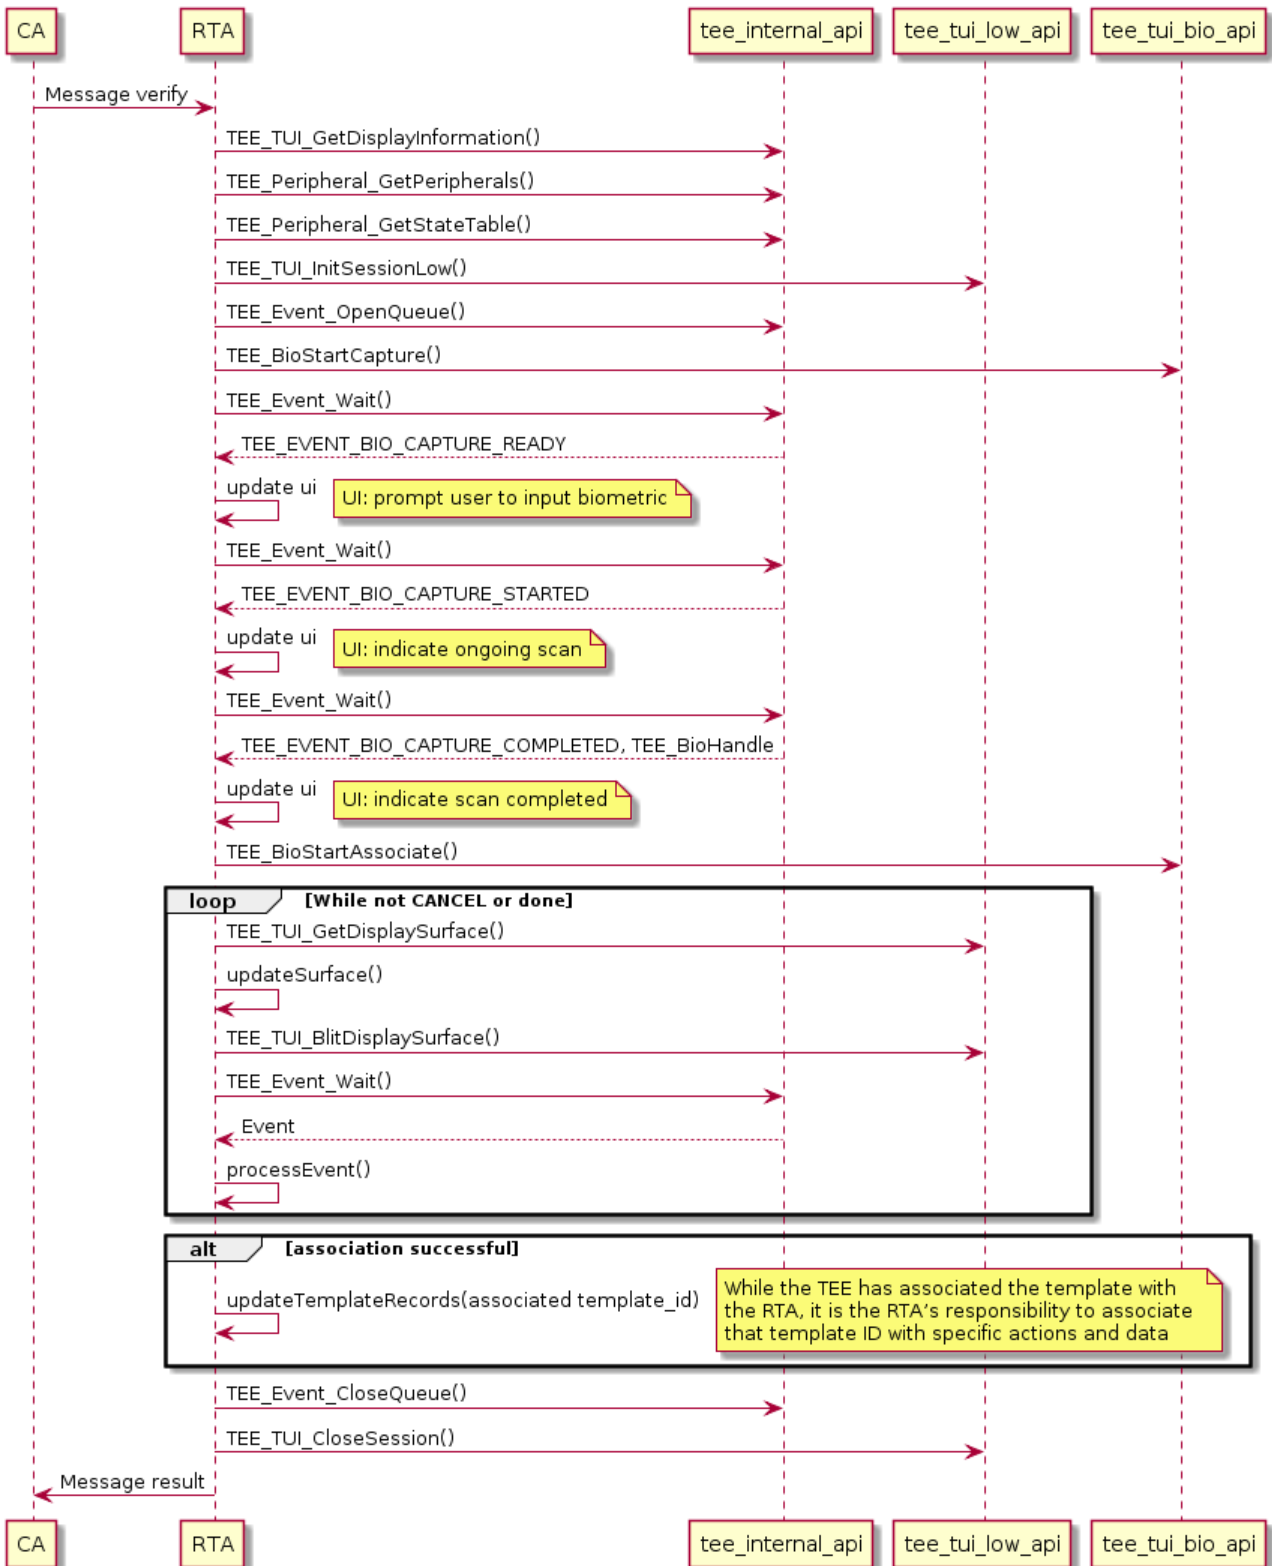 CA RTA tee_internal_api tee_tui_low_api tee_tui_bio_api
Message verify
TEE_TUI_GetDisplayInformation()
TEE_Peripheral_GetPeripherals()
TEE_Peripheral_GetStateTable()
TEE_TUI_InitSessionLow()
TEE_Event_OpenQueue()
TEE_BioStartCapture()
TEE_Event_Wait()
TEE_EVENT_BIO_CAPTURE_READY
update ui
UI: prompt user to input biometric
TEE_Event_Wait()
TEE_EVENT_BIO_CAPTURE_STARTED
update ui
UI: indicate ongoing scan
TEE_Event_Wait()
TEE_EVENT_BIO_CAPTURE_COMPLETED, TEE_BioHandle
update ui
UI: indicate scan completed
TEE_BioStartAssociate()
loop [While not CANCEL or done]
TEE_TUI_GetDisplaySurface()
updateSurface()
TEE_TUI_BlitDisplaySurface()
TEE_Event_Wait()
Event
processEvent()
alt [association successful]
updateTemplateRecords(associated template_id)
While the TEE has associated the template with
the RTA, it is the RTA’s responsibility to associate
that template ID with specific actions and data
TEE_Event_CloseQueue()
TEE_TUI_CloseSession()
Message result
CA RTA tee_internal_api tee_tui_low_api tee_tui_bio_api